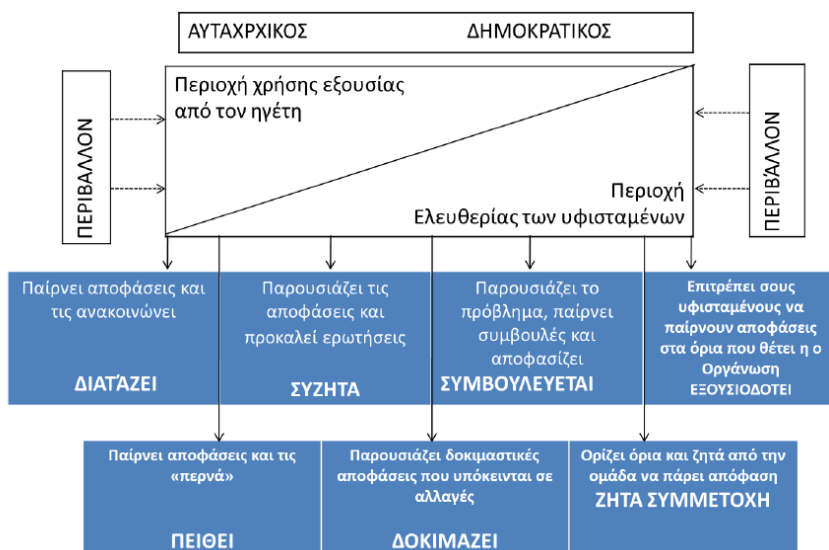 ΑΥΤΑΧΡΧΙΚΟΣ ΔΗΜΟΚΡΑΤΙΚΟΣ
ΠΕΡΙΒΑΛΛΟΝ
Περιοχή χρήσης εξουσίας
από τον ηγέτη
Περιοχή
Ελευθερίας των υφισταμένων
ΠΕΡΙΒΆΛΛΟΝ
Παίρνει αποφάσεις και
τις ανακοινώνει
ΔΙΑΤΆΖΕΙ
Παρουσιάζει τις
αποφάσεις και
προκαλεί ερωτήσεις
ΣΥΖΗΤΑ
Παρουσιάζει το
πρόβλημα, παίρνει
συμβουλές και
αποφασίζει
ΣΥΜΒΟΥΛΕΥΕΤΑΙ
Επιτρέπει σους
υφισταμένους να
παίρνουν αποφάσεις
στα όρια που θέτει η ο
Οργάνωση
ΕΞΟΥΣΙΟΔΟΤΕΙ
Παίρνει αποφάσεις και τις
«περνά»
ΠΕΙΘΕΙ
Παρουσιάζει δοκιμαστικές
αποφάσεις που υπόκεινται σε
αλλαγές
ΔΟΚΙΜΑΖΕΙ
Ορίζει όρια και ζητά από την
ομάδα να πάρει απόφαση
ΖΗΤΑ ΣΥΜΜΕΤΟΧΗ